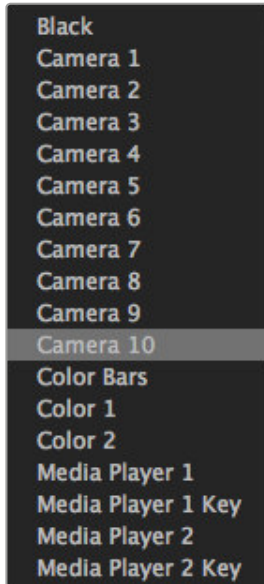 Black
Camera 1
Camera 2
Camera 3
Camera 4
Camera 5
Camera 6
Camera 7
Camera 8
Camera 9
Camera 10
Color Bars
Color 1
Color 2
Media Player 1
Media Player 1 Key
Media Player 2
Media Player 2 Key